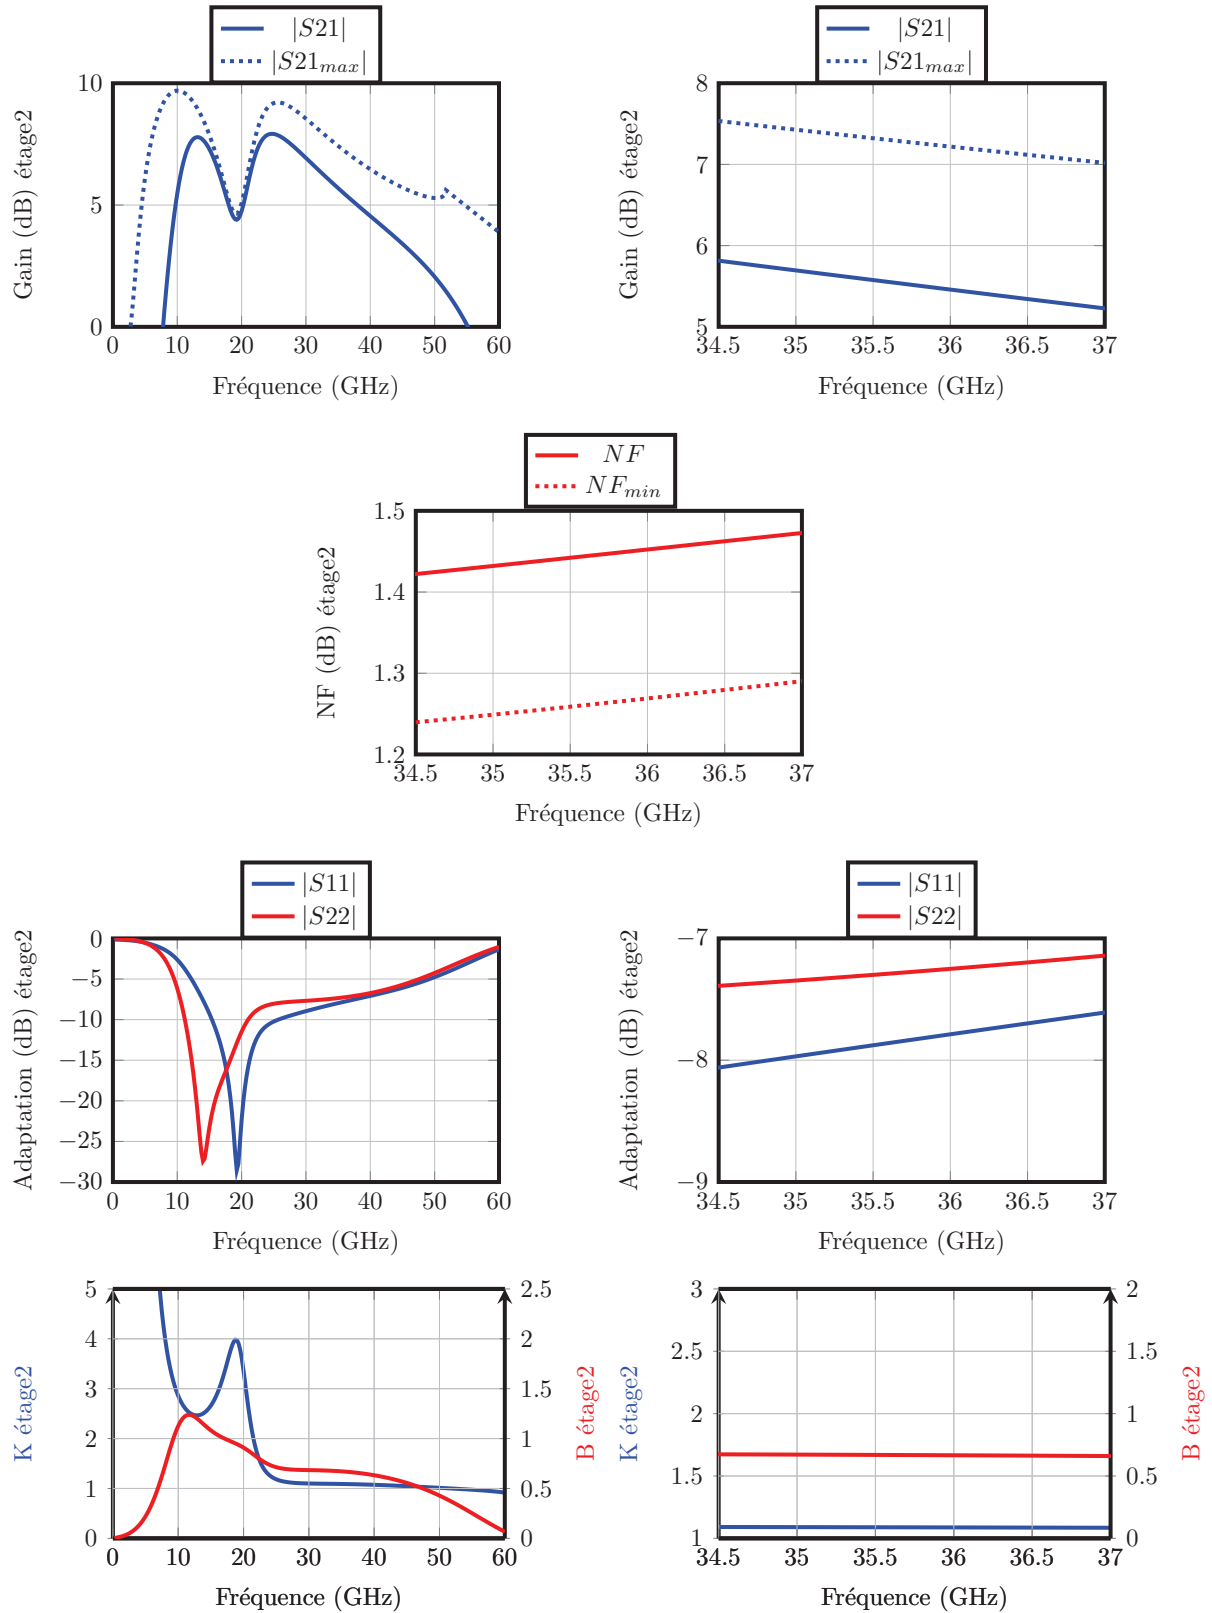 |S21|
|S21max|
10
5
0
0 10 20 30 40 50 60
Gain (dB) étage2
Fréquence (GHz)
|S21|
|S21max|
8
7
6
5
34.5 35 35.5 36 36.5 37
Gain (dB) étage2
Fréquence (GHz)
NF
NFmin
1.5
1.4
1.3
1.2
34.5 35 35.5 36 36.5 37
NF (dB) étage2
Fréquence (GHz)
|S11|
|S22|
0
−5
−10
−15
−20
−25
−30
0 10 20 30 40 50 60
Adaptation (dB) étage2
Fréquence (GHz)
|S11|
|S22|
−7
−8
−9
34.5 35 35.5 36 36.5 37
Adaptation (dB) étage2
Fréquence (GHz)
5
4
3
2
1
0
0 10 20 30 40 50 60
K étage2
2.5
2
1.5
1
0.5
0
B étage2
Fréquence (GHz)
3
2.5
2
1.5
1
34.5 35 35.5 36 36.5 37
K étage2
2
1.5
1
0.5
0
B étage2
Fréquence (GHz)